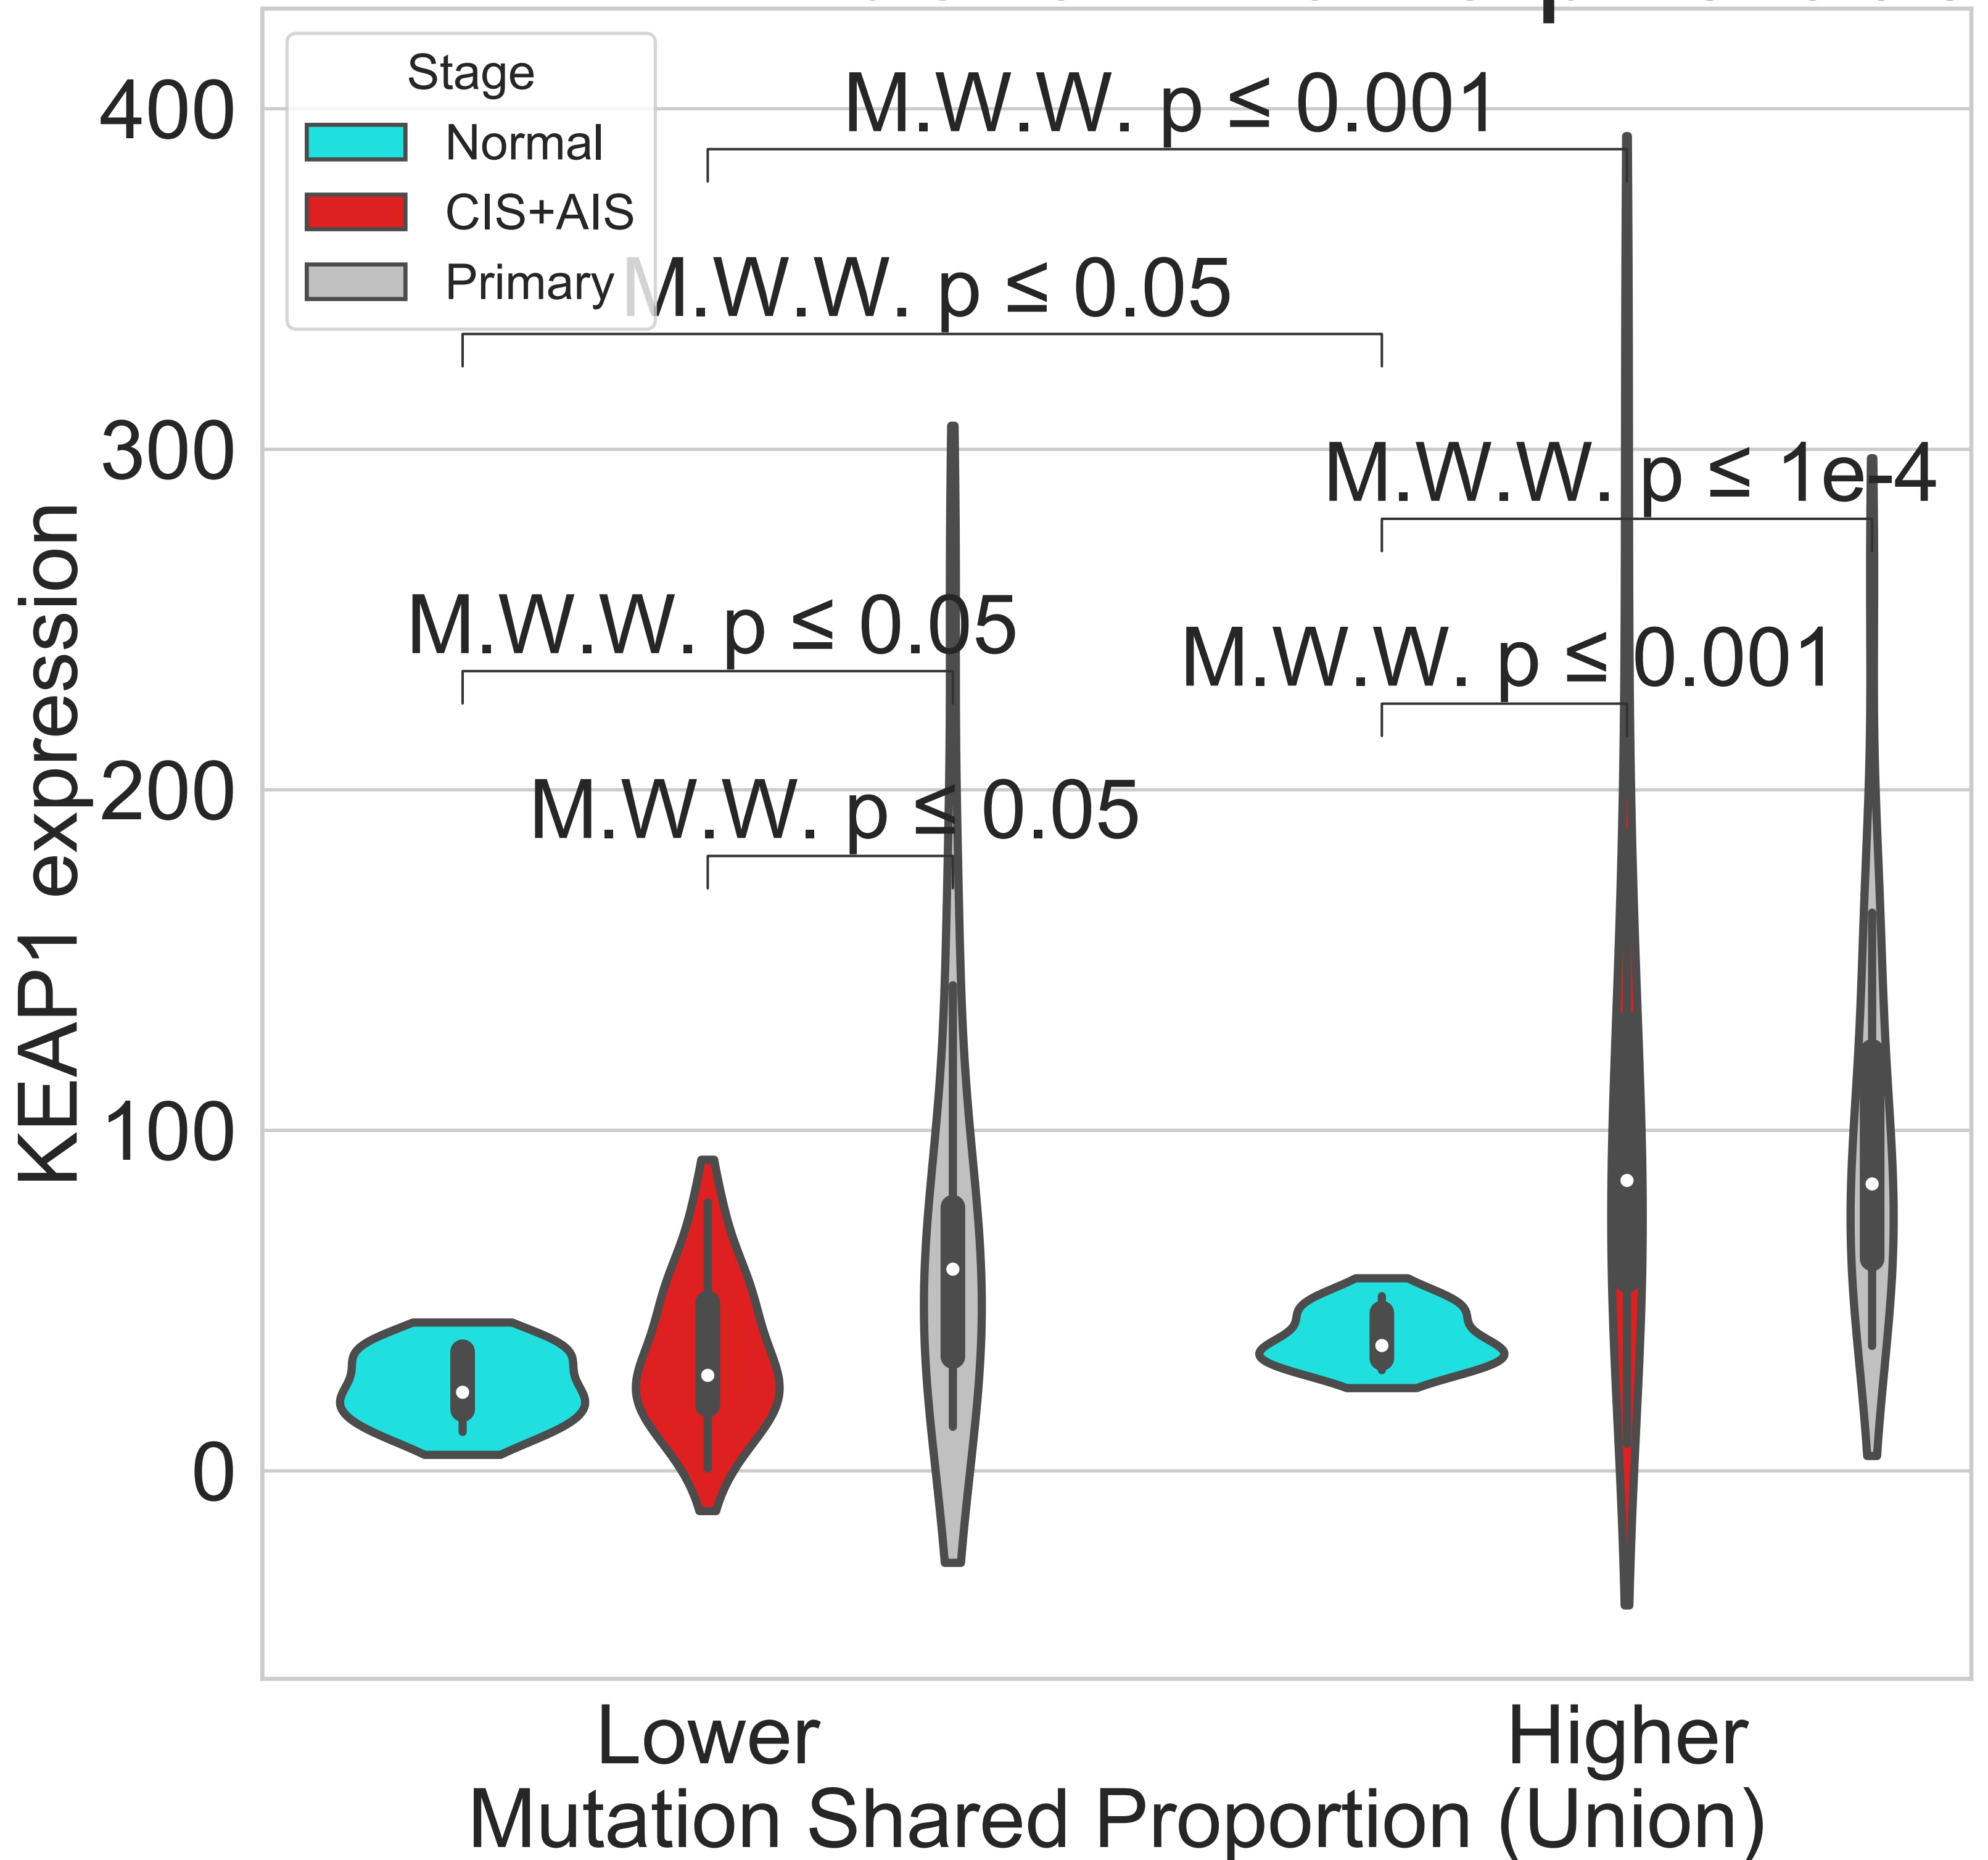 Stage
Normal
CIS+AIS
Primary
M.W.W. p ≤ 0.001
M.W.W. p ≤ 0.05
M.W.W. p ≤ 1e-4
M.W.W. p ≤ 0.05
M.W.W. p ≤ 0.001
M.W.W. p ≤ 0.05
400
300
200
100
0
KEAP1 expression
Lower
Higher
Mutation Shared Proportion (Union)